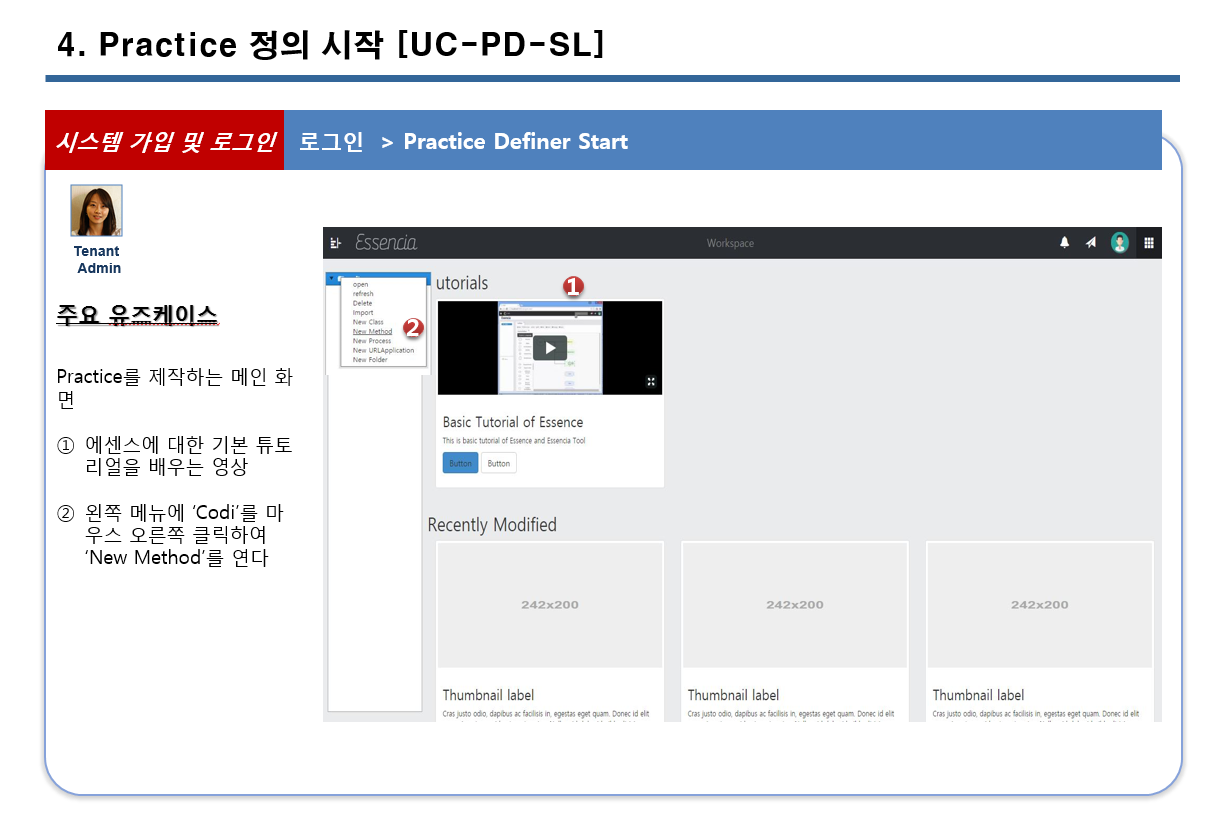 4. Practice 정의 시작 [UC-PD-SL]
시스템 가입 및 로그인
로그인 > Practice Definer Start
Tenant
Admin
주요 유즈케이스
Practice를 제작하는 메인 화
면
① 에센스에 대한 기본 튜토
리얼을 배우는 영상
② 왼쪽 메뉴에 ‘Codi’를 마
우스 오른쪽 클릭하여
‘New Method’를 연다
Essencia
Workspace
open
refresh
Delete
Import
New Class
New Method
New Process
New URLApplication
New Folder
2
utorials
1
Basic Tutorial of Essence
This is basic tutorial of Essence and Essencia Tool
Button Button
Recently Modified
242x200
242x200
242x200
Thumbnail label
Cras justo odio, dapibus ac facilisis in, egestas eget quam. Donec id elit
Thumbnail label
Cras justo odio, dapibus ac facilisis in, egestas eget quam. Donec id elit
Thumbnail label
Cras justo odio, dapibus ac facilisis in, egestas eget quam. Donec id elit